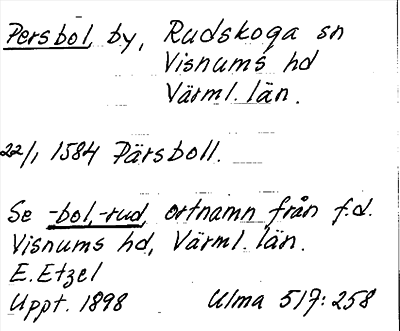 Persbol, by, Rudskoga sn
Visnums hd
Värml. län.
22/1 1584 Pärsboll.
Se -bol, -rud, ortnamn från f.d.
Visnums hd, Värml. län.
E. Etzel
Uppt. 1898 Ulma 517:258